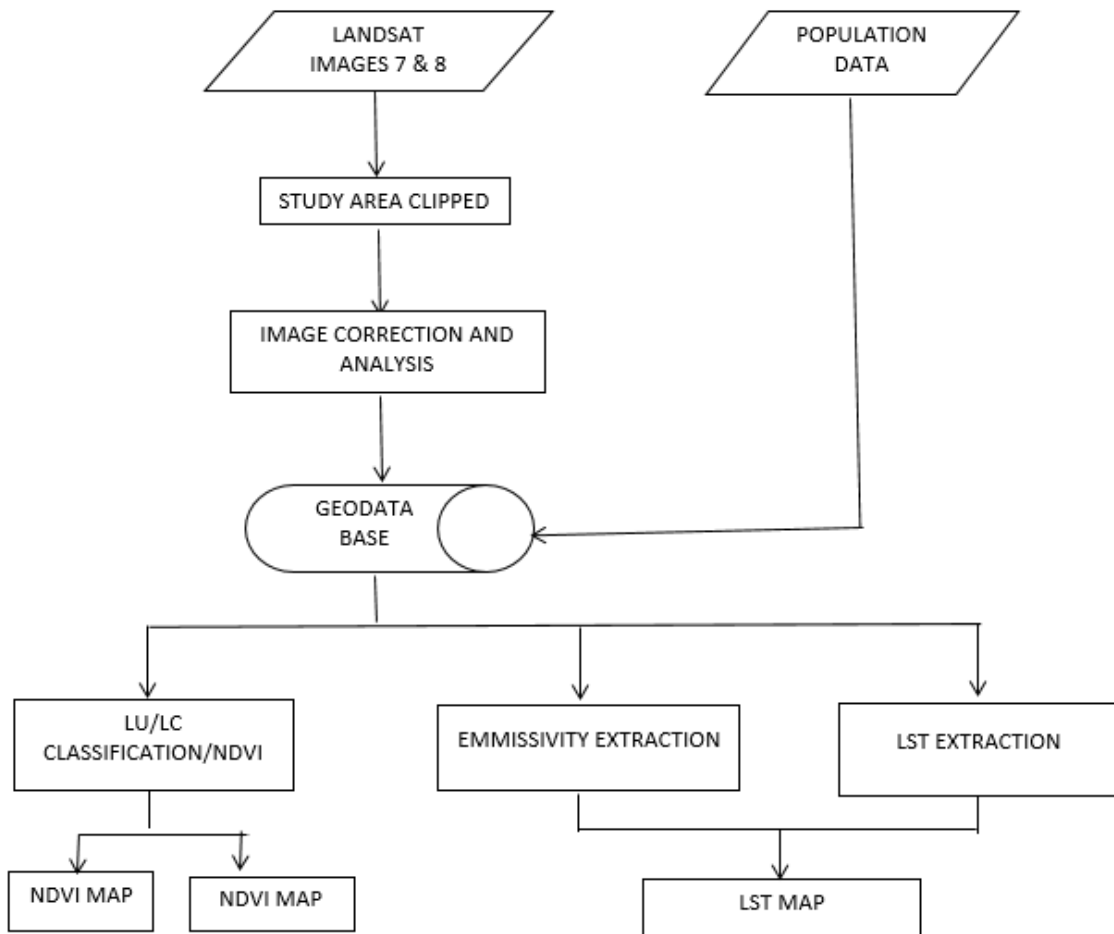 LANDSAT
IMAGES 7 & 8
POPULATION
DATA
STUDY AREA CLIPPED
IMAGE CORRECTION AND
ANALYSIS
GEODATA
BASE
LU/LC
CLASSIFICATION/NDVI
EMMISSIVITY EXTRACTION
LST EXTRACTION
NDVI MAP
NDVI MAP
LST MAP